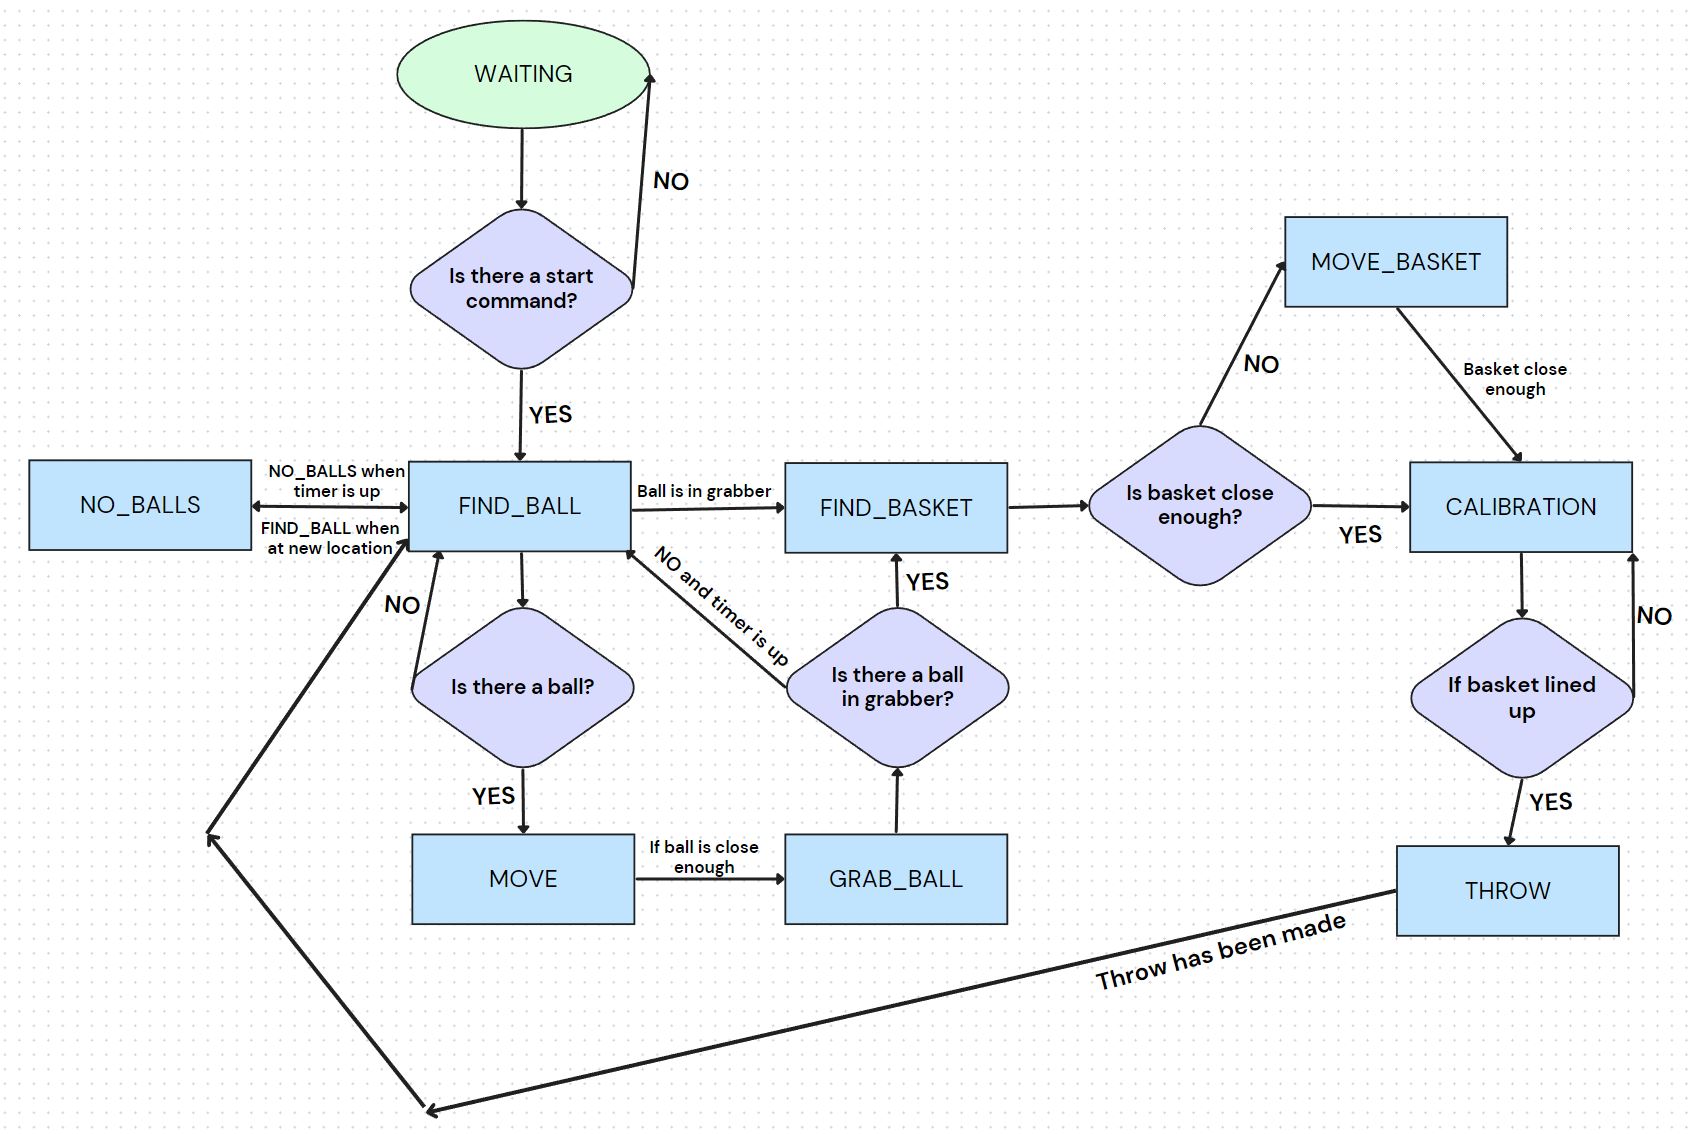 WAITING
NO
Is there a start
command?
YES
MOVE_BASKET
NO
Basket close
enough
NO_BALLS
NO_BALLS when
timer is up
FIND_BALL when
at new location
FIND_BALL
Ball is in grabber
FIND_BASKET
Is basket close
enough?
YES
CALIBRATION
NO
NO and timer is up
YES
NO
Is there a ball?
Is there a ball
in grabber?
If basket lined
up
YES
YES
MOVE
If ball is close
enough
GRAB_BALL
THROW
Throw has been made